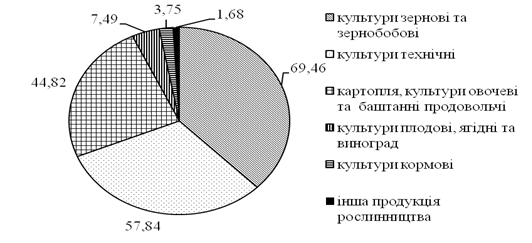 3,75
1,68
7,49
44,82
69,46
57,84
культури зернові та
зернобобові
культури технічні
картопля, культури овочеві
та баштанні продовольчі
культури плодові, ягідні та
виноград
культури кормові
інша продукція
рослинництва